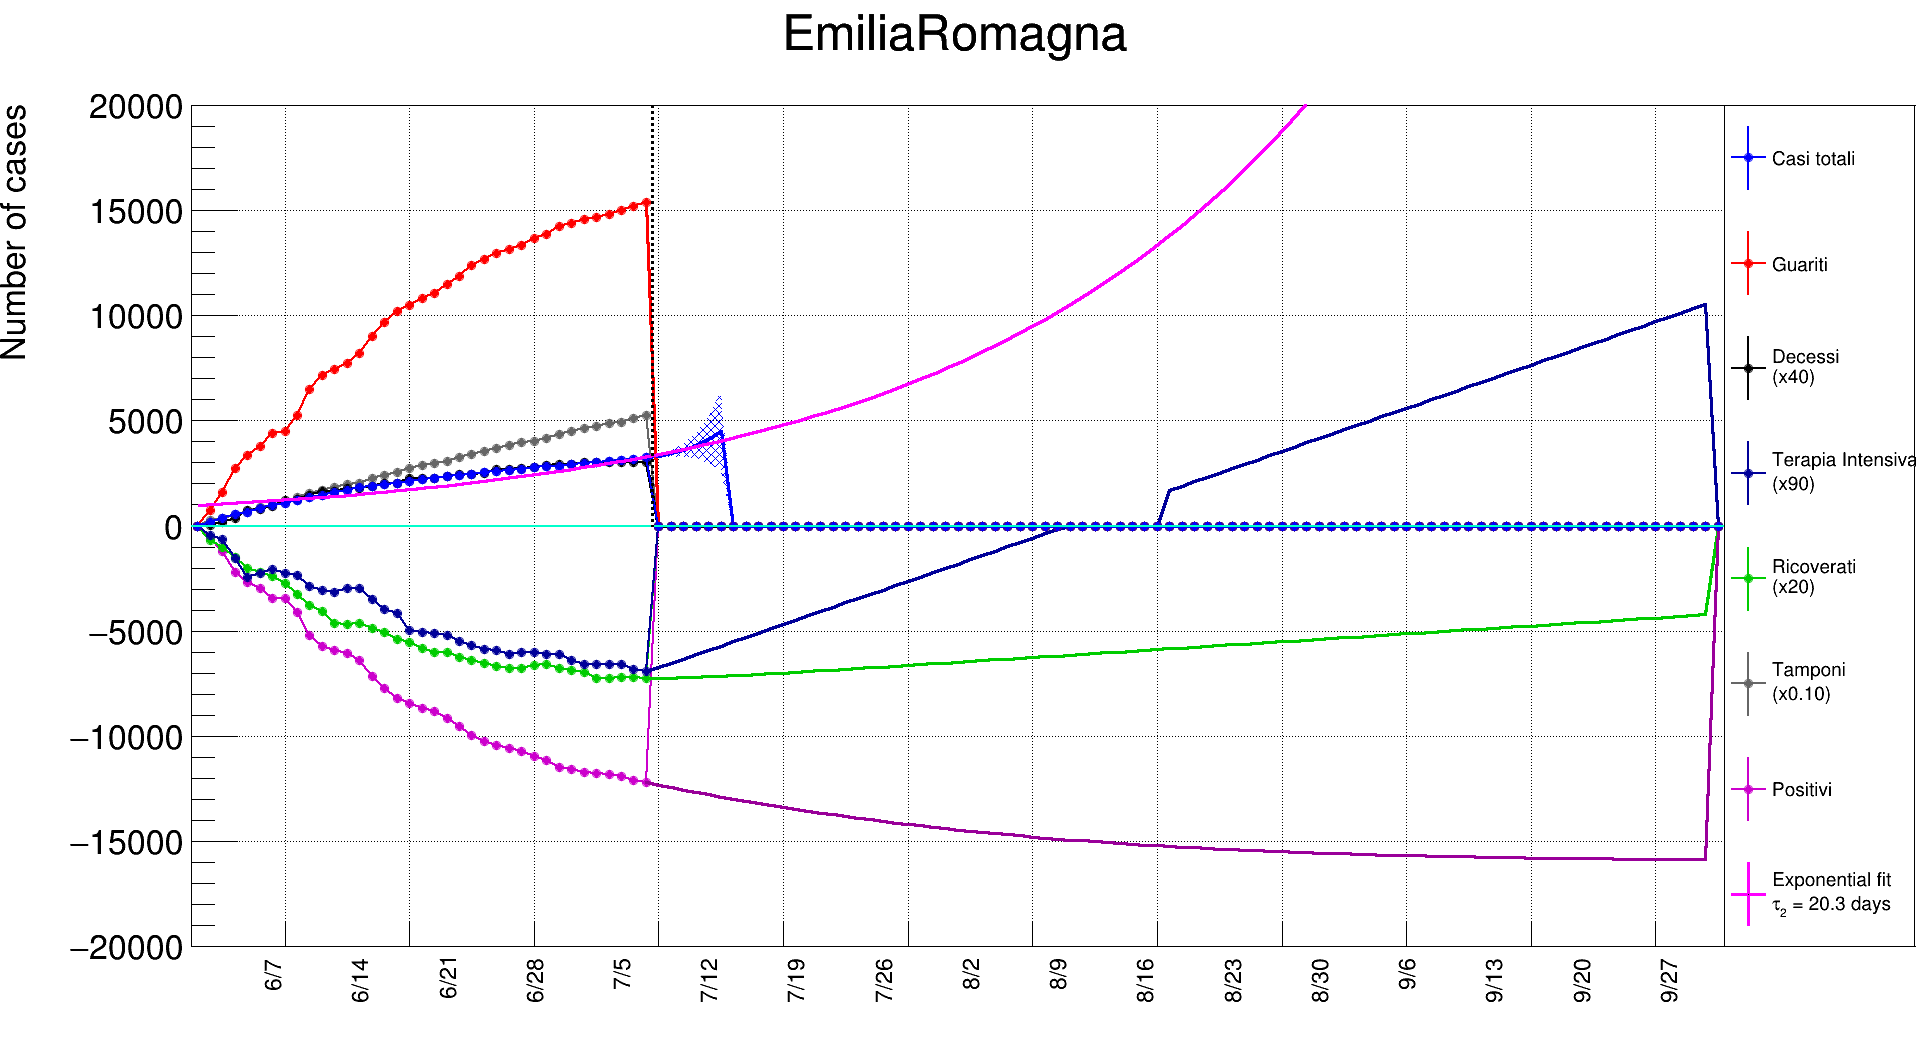 EmiliaRomagna
Number of cases
20000
15000
10000
5000
0
−5000
−10000
−15000
−20000
6/7
6/14
6/21
6/28
7/5
7/12
7/19
7/26
8/2
8/9
8/16
8/23
8/30
9/6
9/13
9/20
9/27
Casi totali
Guariti
Decessi
(x40)
Terapia Intensiva
(x90)
Ricoverati
(x20)
Tamponi
(x0.10)
Positivi
Exponential fit
τ2 = 20.3 days